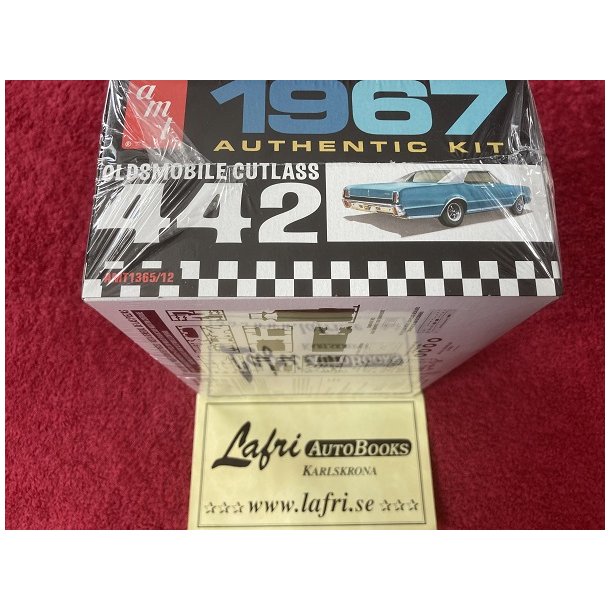 amt
®
1967
AUTHENTIC KIT
OLDSMOBILE CUTLASS
442
AMT1365/12
Lafri AUTOBOOKS
KARLSKRONA
☆☆☆ www.lafri.se ☆☆☆